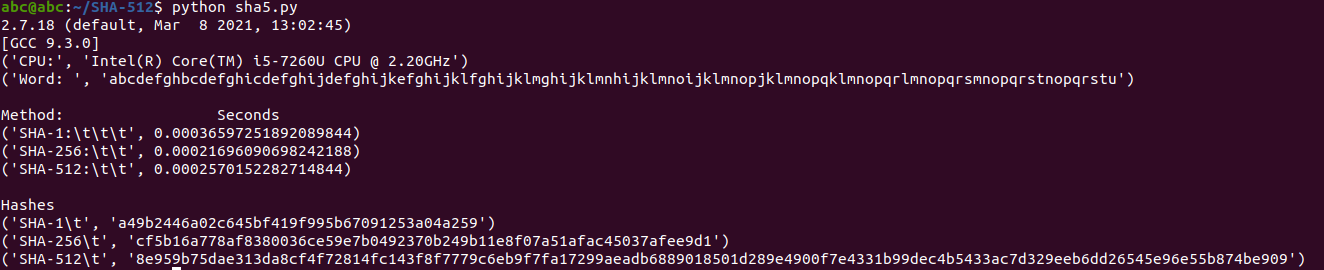 abc@abc:~/SHA-512$ python sha5.py
2.7.18 (default, Mar  8 2021, 13:02:45)
[GCC 9.3.0]
('CPU:', 'Intel(R) Core(TM) i5-7260U CPU @ 2.20GHz')
('Word: ', 'abcdefghbcdefghicdefghijdefghijkefghijklfghijklmghijklmnhijklmnoijklmnopjklmnopqklmnopqrlmnopqrsmnopqrstnopqrstu')
Method:                 Seconds
('SHA-1:\t\t\t', 0.00036597251892089844)
('SHA-256:\t\t', 0.00021696090698242188)
('SHA-512:\t\t', 0.0002570152282714844)
Hashes
('SHA-1\t', 'a49b2446a02c645bf419f995b67091253a04a259')
('SHA-256\t', 'cf5b16a778af8380036ce59e7b0492370b249b11e8f07a51afac45037afee9d1')
('SHA-512\t', '8e959b75dae313da8cf4f72814fc143f8f7779c6eb9f7fa17299aeadb6889018501d289e4900f7e4331b99dec4b5433ac7d329eeb6dd26545e96e55b874be909')